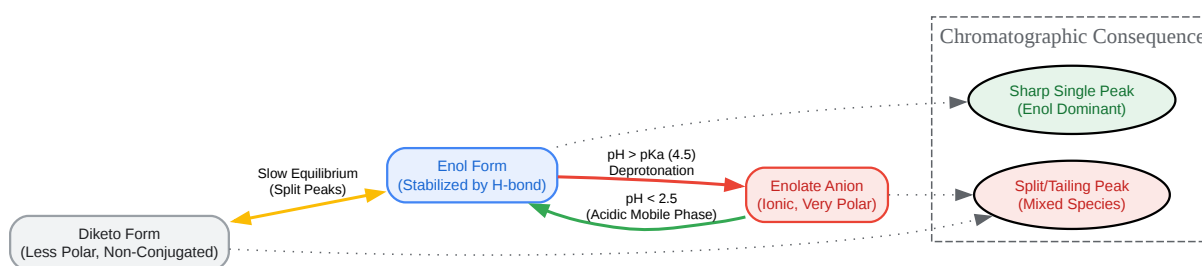 Chromatographic Consequence
Sharp Single Peak
(Enol Dominant)
Enol Form
(Stabilized by H-bond)
pH > pKa (4.5)
Deprotonation
Slow Equilibrium
(Split Peaks)
Enolate Anion
(Ionic, Very Polar)
Split/Tailing Peak
(Mixed Species)
pH < 2.5
(Acidic Mobile Phase)
Diketo Form
(Less Polar, Non-Conjugated)